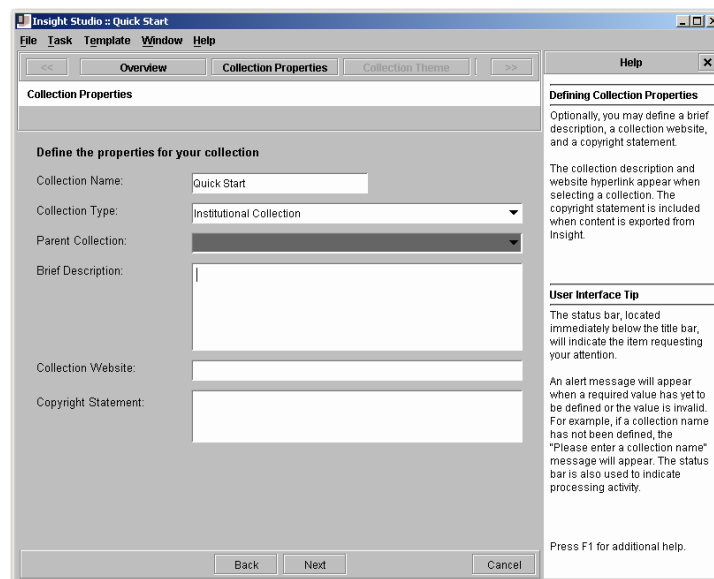 Insight Studio :: Quick Start
File Task Template Window Help
<< Overview Collection Properties Collection Theme >>
Collection Properties
Define the properties for your collection
Collection Name: Quick Start
Collection Type: Institutional Collection
Parent Collection:
Brief Description:
Collection Website:
Copyright Statement:
Back Next Cancel
Help
Defining Collection Properties
Optionally, you may define a brief
description, a collection website,
and a copyright statement.
The collection description and
website hyperlink appear when
selecting a collection. The
copyright statement is included
when content is exported from
Insight.
User Interface Tip
The status bar, located
immediately below the title bar,
will indicate the item requesting
your attention.
An alert message will appear
when a required value has yet to
be defined or the value is invalid.
For example, if a collection name
has not been defined, the
"Please enter a collection name"
message will appear. The status
bar is also used to indicate
processing activity.
Press F1 for additional help.